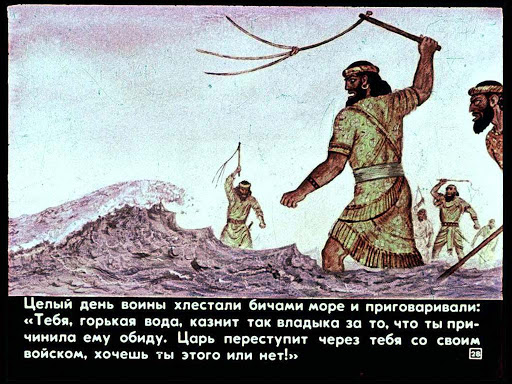 Целый день воины хлестали бичами море и приговаривали:
«Тебя, горькая вода, казнит так владыка за то, что ты при-
чинила ему обиду. Царь переступит через тебя со своим
войском, хочешь ты этого или нет!»
28